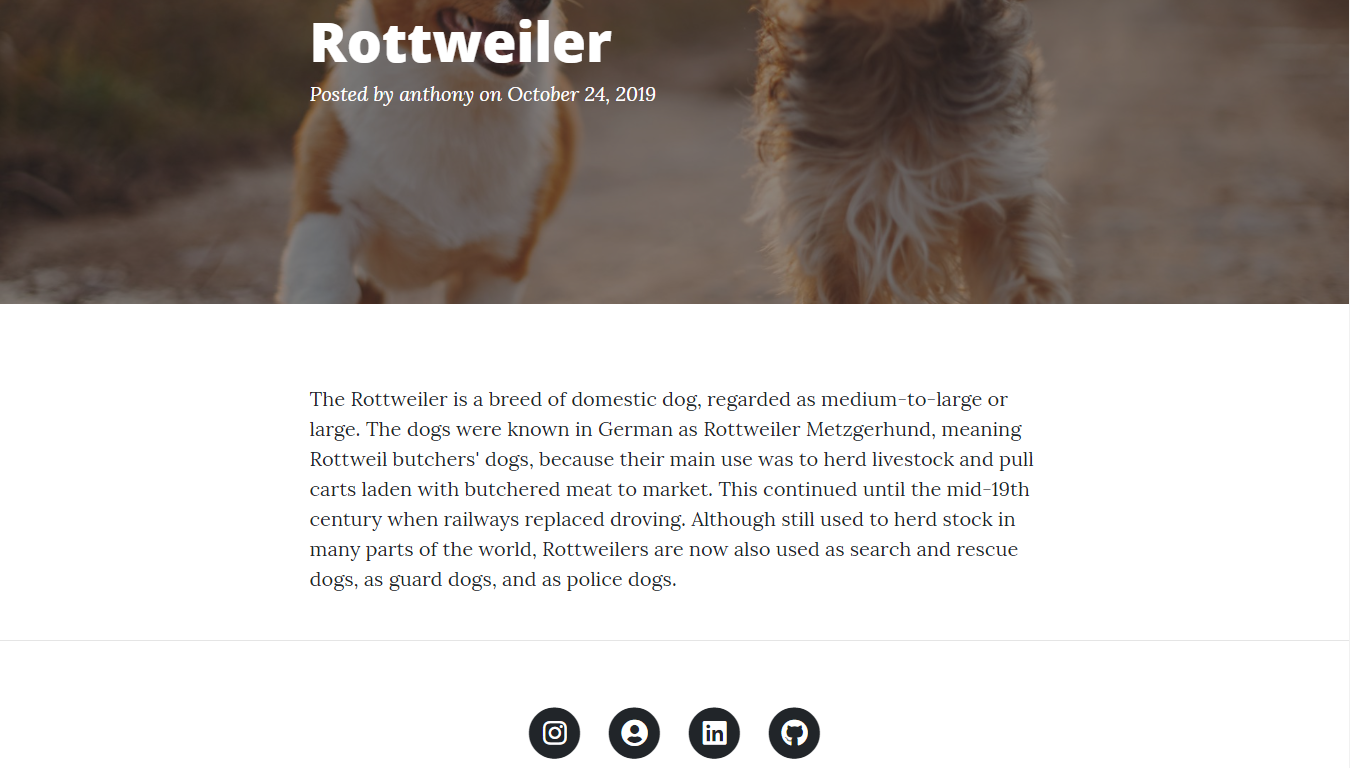 Rottweiler
Posted by anthony on October 24, 2019
The Rottweiler is a breed of domestic dog, regarded as medium-to-large or
large. The dogs were known in German as Rottweiler Metzgerhund, meaning
Rottweil butchers' dogs, because their main use was to herd livestock and pull
carts laden with butchered meat to market. This continued until the mid-19th
century when railways replaced droving. Although still used to herd stock in
many parts of the world, Rottweilers are now also used as search and rescue
dogs, as guard dogs, and as police dogs.